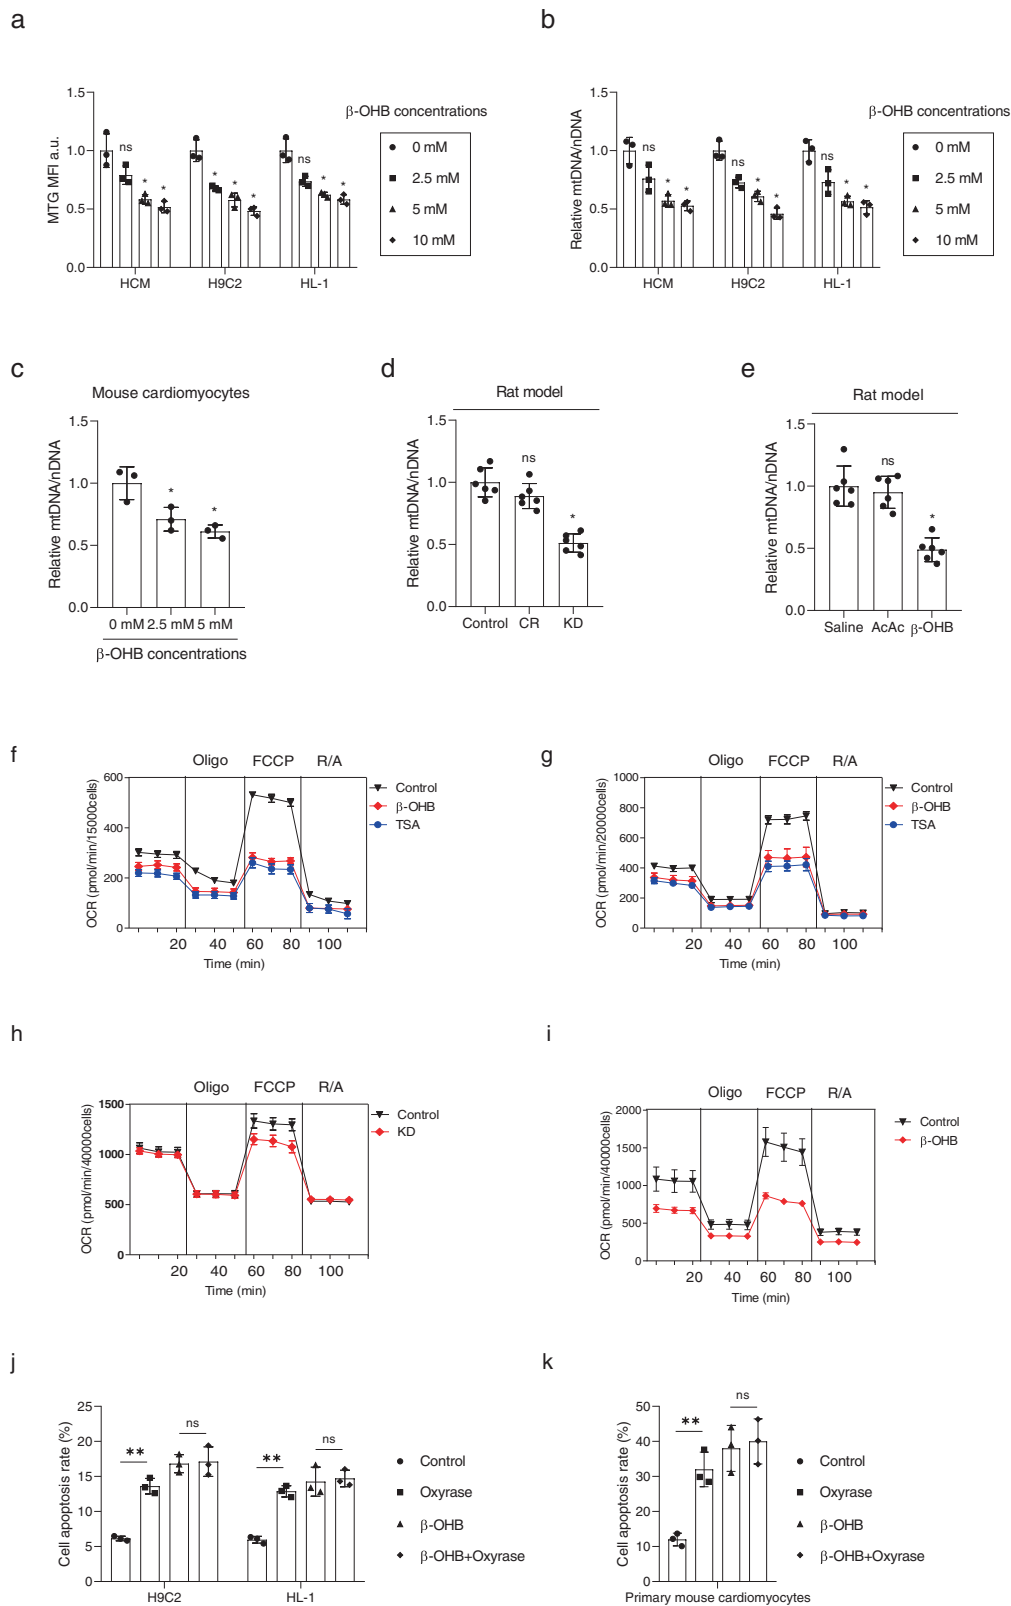 a
b
1.5
1.0
0.5
0.0
MTG MFI a.u.
ns
*
*
*
*
*
ns
*
*
HCM
H9C2
HL-1
β-OHB concentrations
0 mM
2.5 mM
5 mM
10 mM
1.5
1.0
0.5
0.0
Relative mtDNA/nDNA
ns
*
*
ns
*
*
ns
*
*
HCM
H9C2
HL-1
β-OHB concentrations
0 mM
2.5 mM
5 mM
10 mM
c
Mouse cardiomyocytes
1.5
1.0
0.5
0.0
Relative mtDNA/nDNA
*
*
0 mM 2.5 mM 5 mM
β-OHB concentrations
d
Rat model
1.5
1.0
0.5
0.0
Relative mtDNA/nDNA
ns
*
Control CR KD
e
Rat model
1.5
1.0
0.5
0.0
Relative mtDNA/nDNA
ns
*
Saline AcAc β-OHB
f
Oligo FCCP R/A
600
400
200
0
OCR (pmol/min/15000cells)
20 40 60 80 100
Time (min)
Control
β-OHB
TSA
g
Oligo FCCP R/A
1000
800
600
400
200
0
OCR (pmol/min/20000cells)
20 40 60 80 100
Time (min)
Control
β-OHB
TSA
h
Oligo FCCP R/A
1500
1000
500
0
OCR (pmol/min/40000cells)
20 40 60 80 100
Time (min)
Control
KD
i
Oligo FCCP R/A
2000
1500
1000
500
0
OCR (pmol/min/40000cells)
20 40 60 80 100
Time (min)
Control
β-OHB
j
25
20
15
10
5
0
Cell apoptosis rate (%)
**
ns
**
ns
H9C2
HL-1
Control
Oxyrase
β-OHB
β-OHB+Oxyrase
k
50
40
30
20
10
0
Cell apoptosis rate (%)
**
ns
Primary mouse cardiomyocytes
Control
Oxyrase
β-OHB
β-OHB+Oxyrase